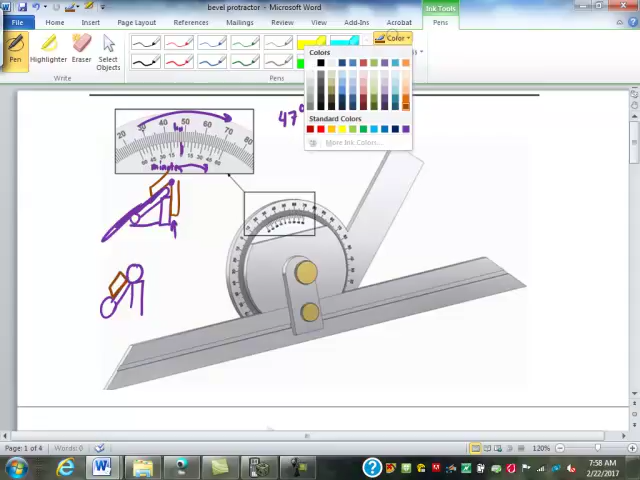 bevel protractor - Microsoft Word
Ink Tools
File Home Insert Page Layout References Mailings Review View Add-Ins Acrobat Pens
Pen Highlighter Eraser Select Objects
Color
Write
Pens
Colors
Standard Colors
More Ink Colors...
20 30 40 50 60 70 80
47°
minutes
Page: 1 of 4 Words: 0
120%
7:58 AM
2/22/2017